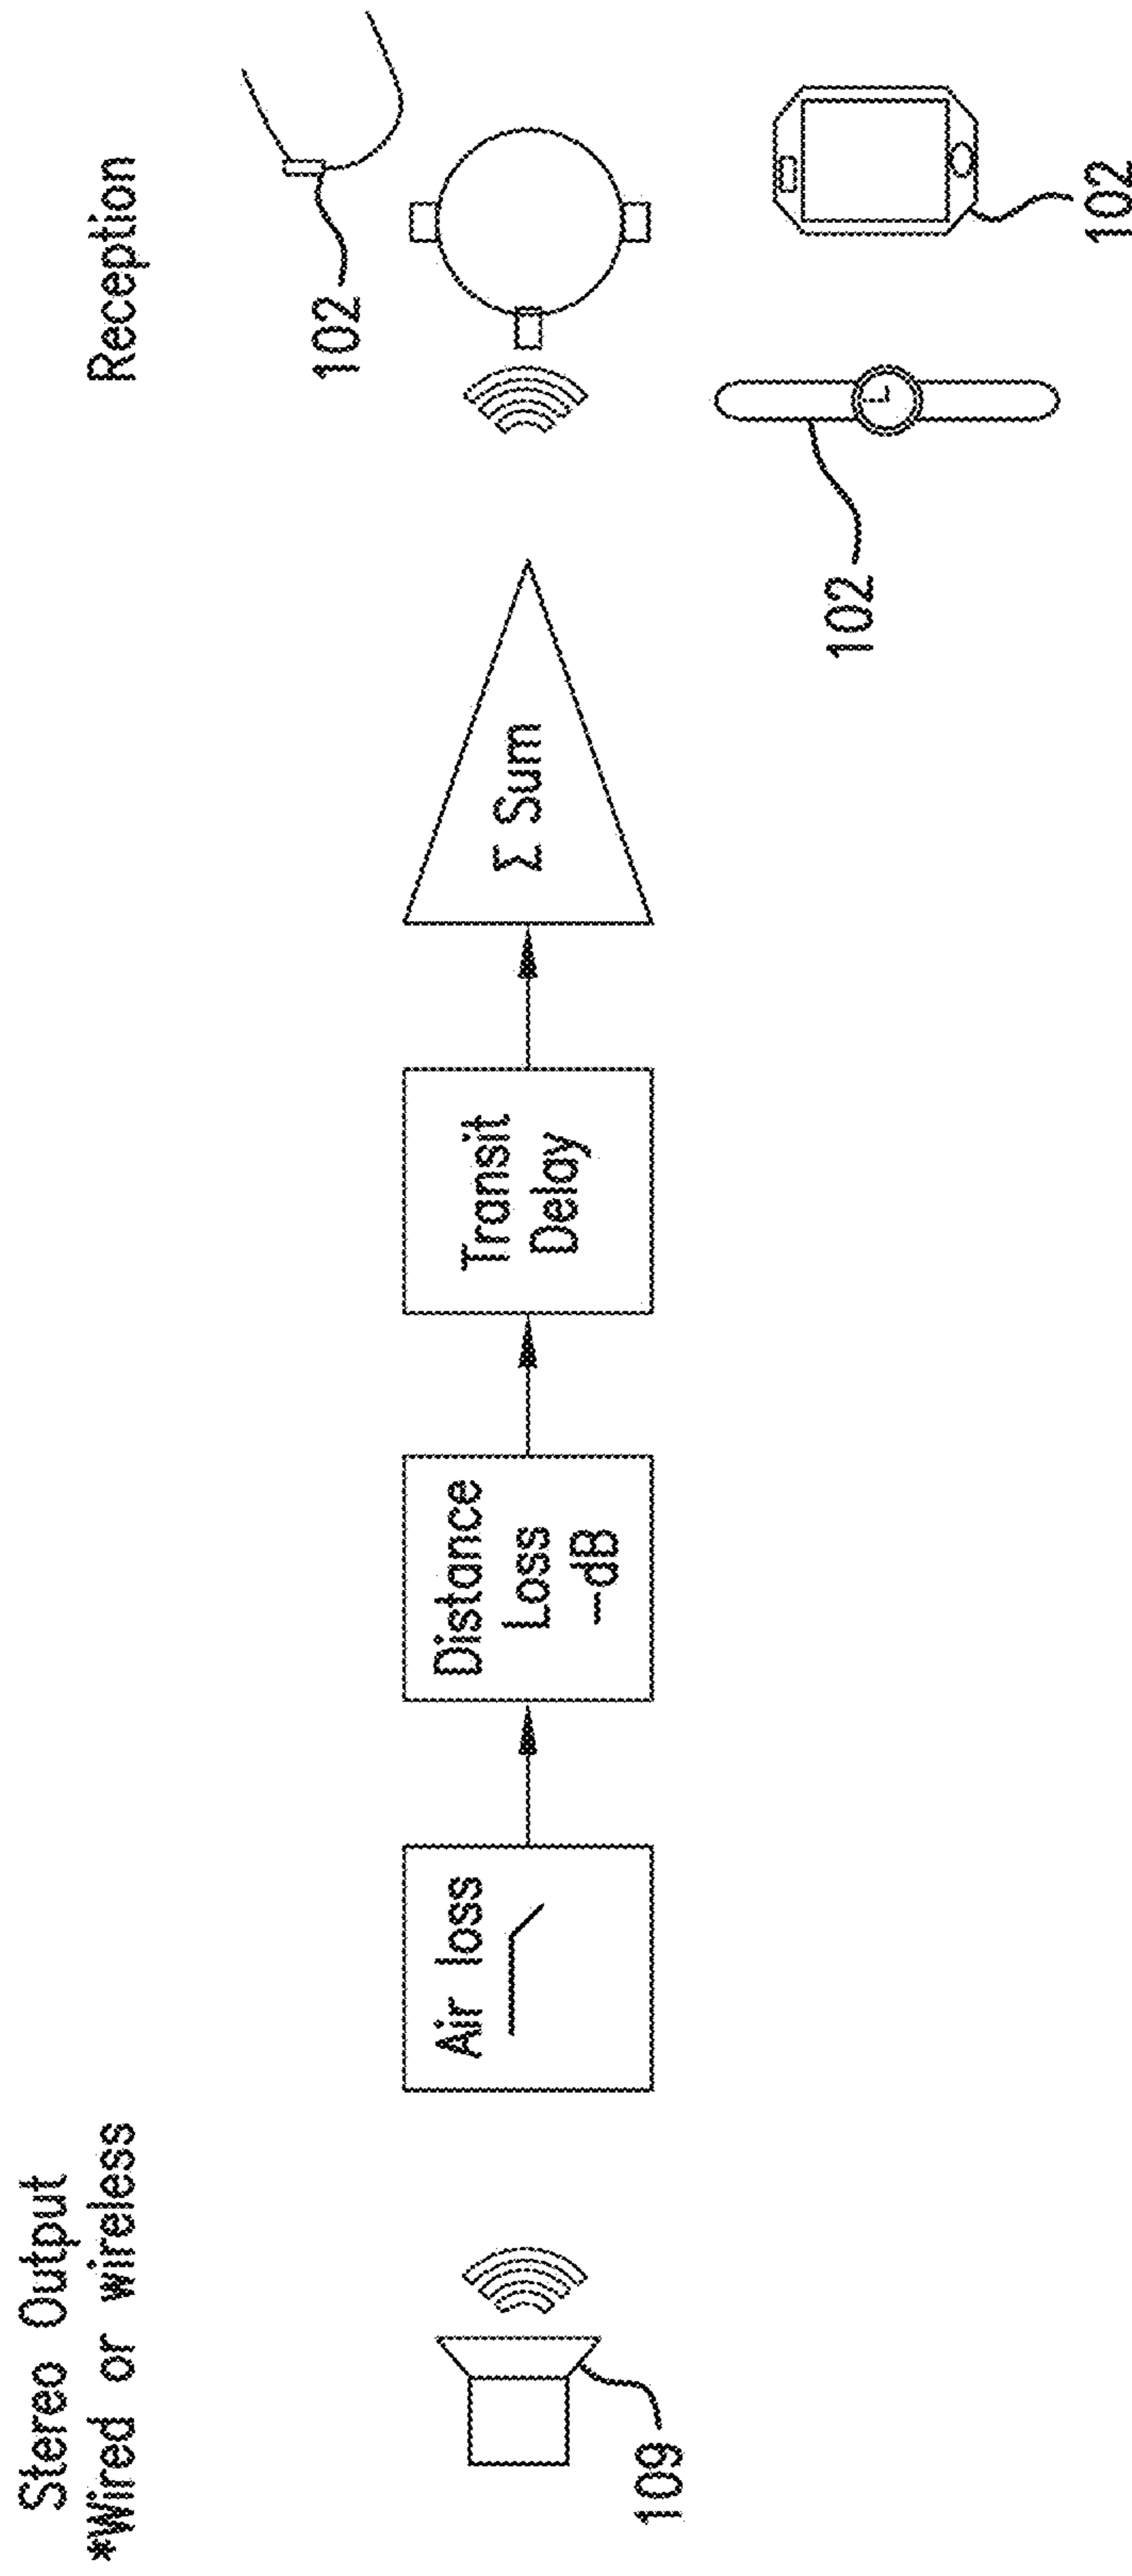 Stereo Output
*Wired or wireless
Reception
109
Air loss
Distance
Loss
-dB
Transit
Delay
Σ Sum
102
102
102